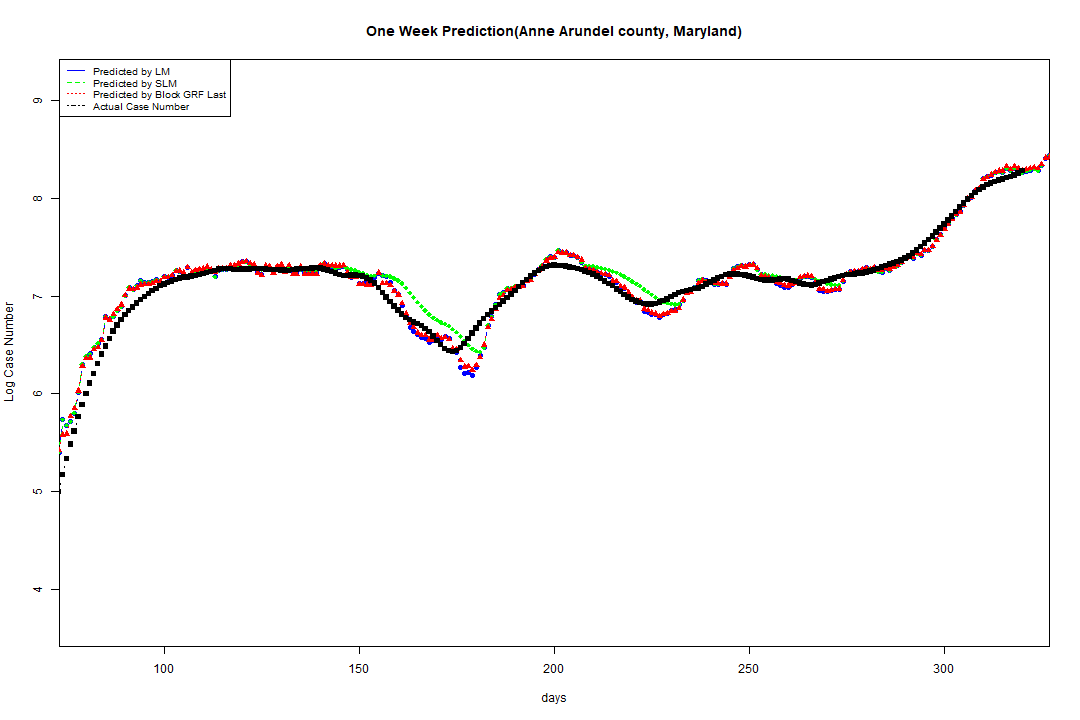 One Week Prediction(Anne Arundel county, Maryland)
Predicted by LM
Predicted by SLM
Predicted by Block GRF Last
Actual Case Number
Log Case Number
9
8
7
6
5
4
100 150 200 250 300
days